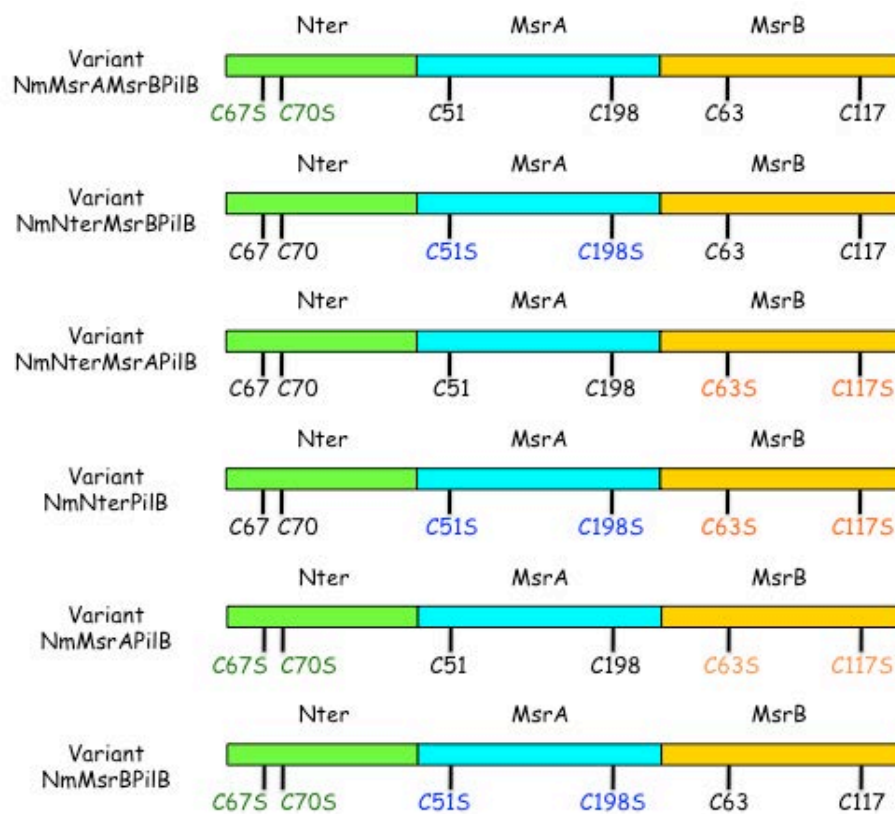 Nter MsrA MsrB
Variant
NmMsrAMsrBPilB
C67S C70S C51 C198 C63 C117
Nter MsrA MsrB
Variant
NmNterMsrBPilB
C67 C70 C51S C198S C63 C117
Nter MsrA MsrB
Variant
NmNterMsrAPilB
C67 C70 C51 C198 C63S C117S
Nter MsrA MsrB
Variant
NmNterPilB
C67 C70 C51S C198S C63S C117S
Nter MsrA MsrB
Variant
NmMsrAPilB
C67S C70S C51 C198 C63S C117S
Nter MsrA MsrB
Variant
NmMsrBPilB
C67S C70S C51S C198S C63 C117